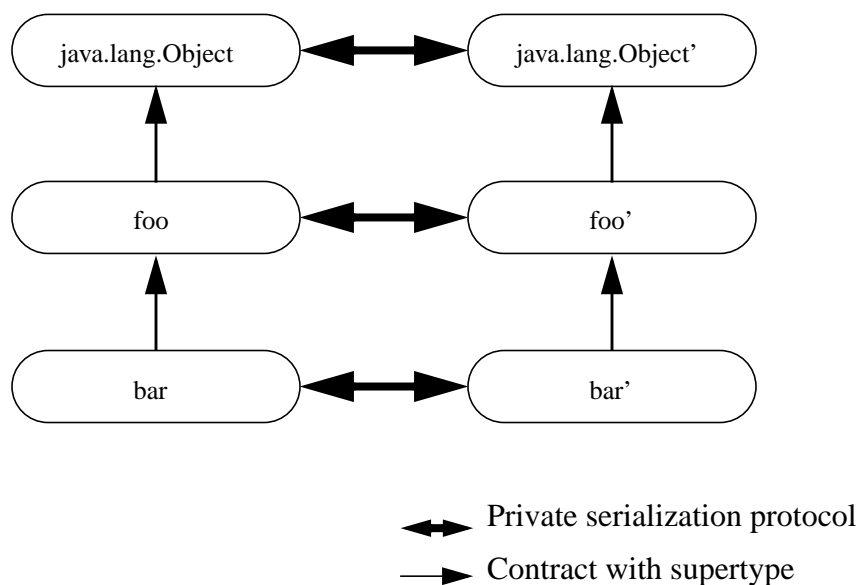 java.lang.Object
java.lang.Object’
foo
foo’
bar
bar’
Private serialization protocol
Contract with supertype